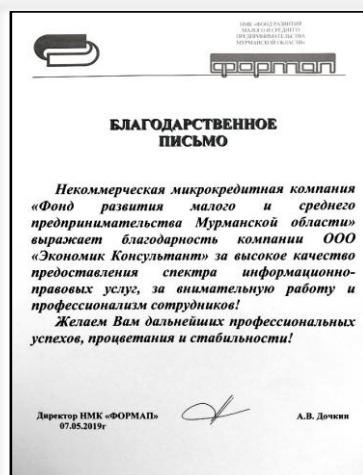 НМК «ФОНД РАЗВИТИЯ
МАЛОГО И СРЕДНЕГО
ПРЕДПРИНИМАТЕЛЬСТВА
МУРМАНСКОЙ ОБЛАСТИ»
формап
БЛАГОДАРСТВЕННОЕ
ПИСЬМО
Некоммерческая микрокредитная компания
«Фонд развития малого и среднего
предпринимательства Мурманской области»
выражает благодарность компании ООО
«Экономик Консультант» за высокое качество
предоставления спектра информационно-
правовых услуг, за внимательную работу и
профессионализм сотрудников!
Желаем Вам дальнейших профессиональных
успехов, процветания и стабильности!
Директор НМК «ФОРМАП» А.В. Дочкин
07.05.2019г